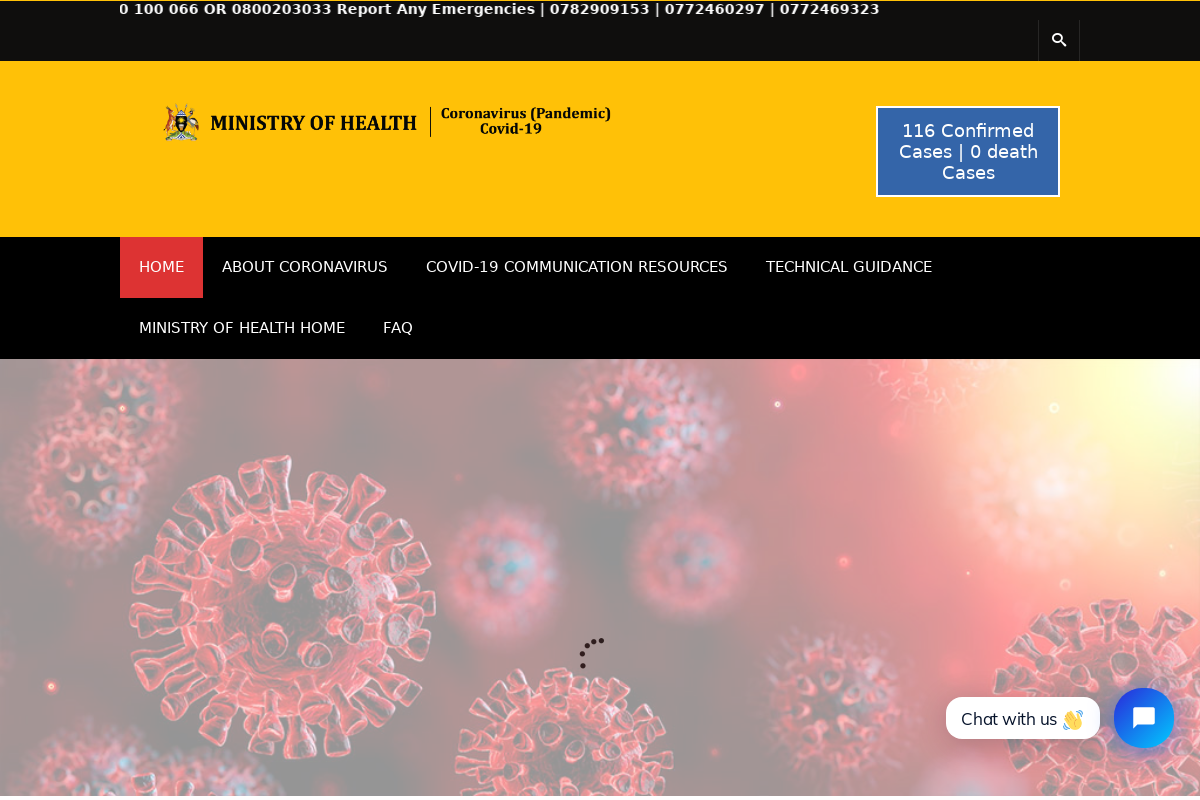 0 100 066 OR 0800203033 Report Any Emergencies | 0782909153 | 0772460297 | 0772469323
MINISTRY OF HEALTH
Coronavirus (Pandemic)
Covid-19
116 Confirmed
Cases | 0 death
Cases
HOME
ABOUT CORONAVIRUS
COVID-19 COMMUNICATION RESOURCES
TECHNICAL GUIDANCE
MINISTRY OF HEALTH HOME
FAQ
Chat with us 👋